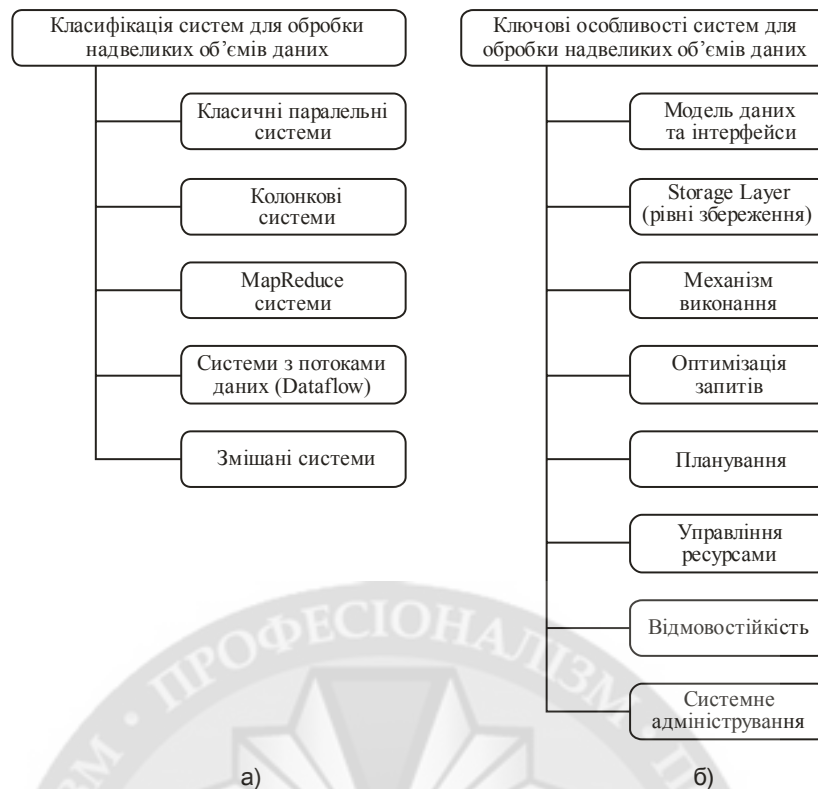 Класифікація систем для обробки
надвеликих об’ємів даних
Класичні паралельні
системи
Колонкові
системи
MapReduce
системи
Системи з потоками
даних (Dataflow)
Змішані системи
а)
Ключові особливості систем для
обробки надвеликих об’ємів даних
Модель даних
та інтерфейси
Storage Layer
(рівні збереження)
Механізм
виконання
Оптимізація
запитів
Планування
Управління
ресурсами
Відмовостійкість
Системне
адміністрування
б)
ПРОФЕСІОНАЛІЗМ